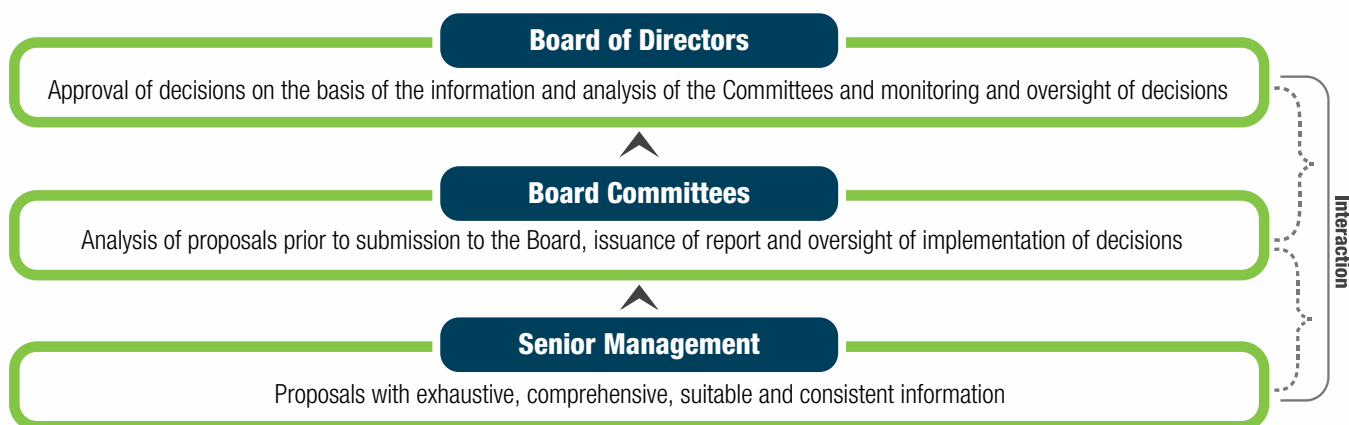 Board of Directors
Approval of decisions on the basis of the information and analysis of the Committees and monitoring and oversight of decisions
Board Committees
Analysis of proposals prior to submission to the Board, issuance of report and oversight of implementation of decisions
Senior Management
Proposals with exhaustive, comprehensive, suitable and consistent information
Interaction